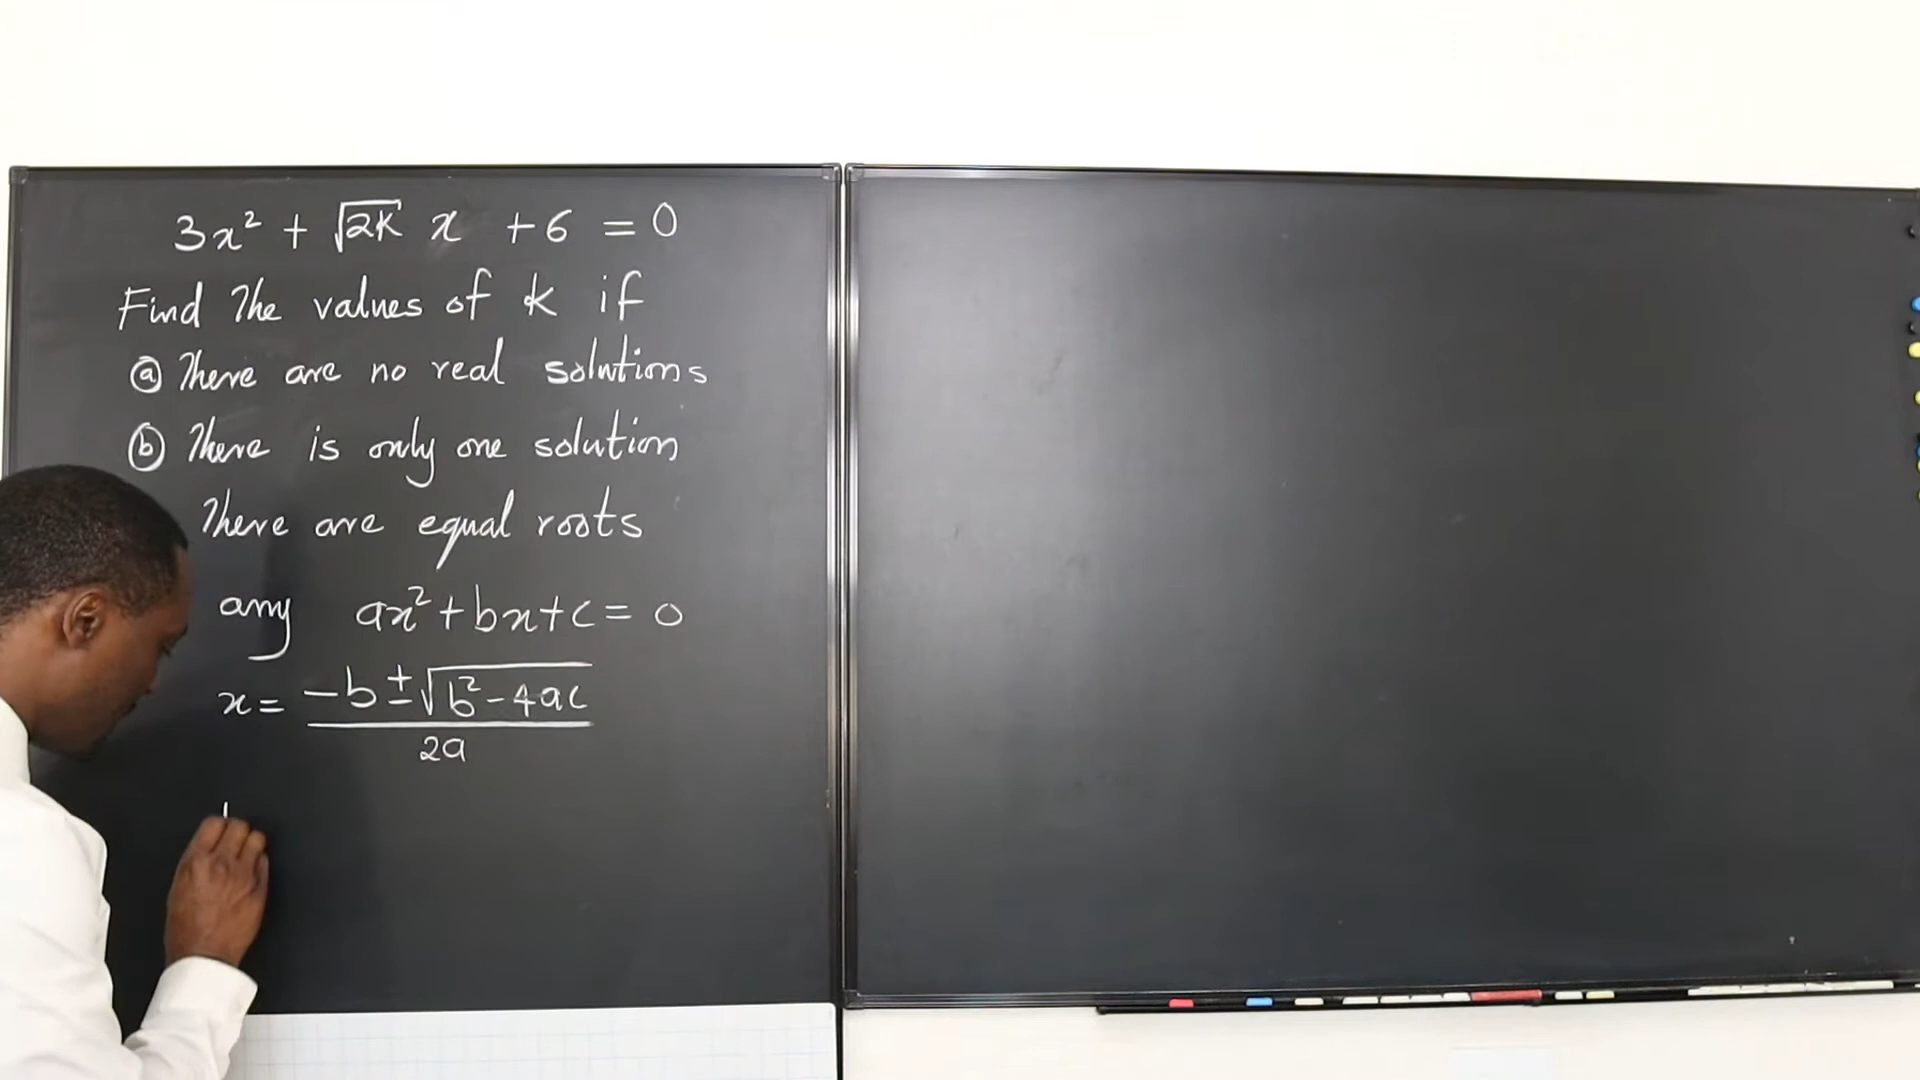 3x² + √2K x + 6 = 0
Find The values of K if
ⓐ There are no real solutions
ⓑ There is only one solution
There are equal roots
any ax² + bx + c = 0
x = (-b ± √(b² - 4ac)) / 2a